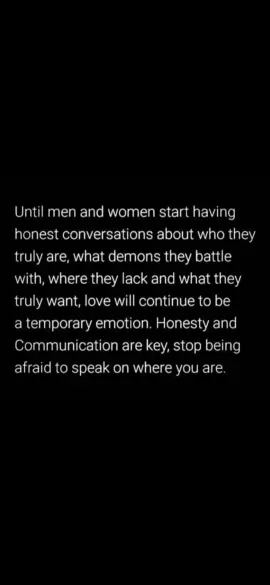 Until men and women start having
honest conversations about who they
truly are, what demons they battle
with, where they lack and what they
truly want, love will continue to be
a temporary emotion. Honesty and
Communication are key, stop being
afraid to speak on where you are.